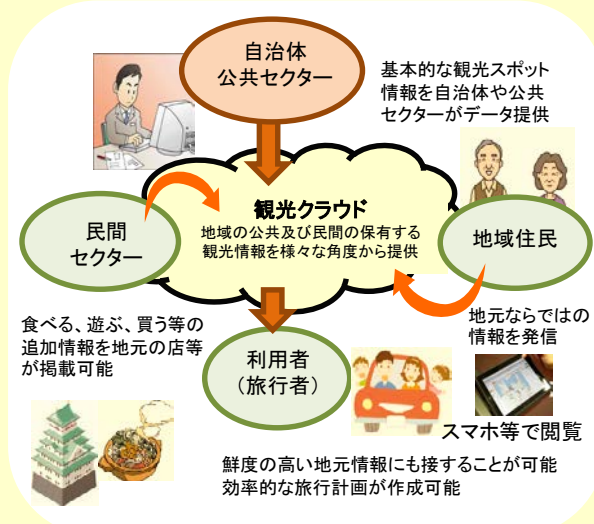 自治体
公共セクター
基本的な観光スポット
情報を自治体や公共
セクターがデータ提供
観光クラウド
地域の公共及び民間の保有する
観光情報を様々な角度から提供
民間
セクター
地域住民
食べる、遊ぶ、買う等の
追加情報を地元の店等
が掲載可能
地元ならではの
情報を発信
利用者
（旅行者）
スマホ等で閲覧
鮮度の高い地元情報にも接することが可能
効率的な旅行計画が作成可能